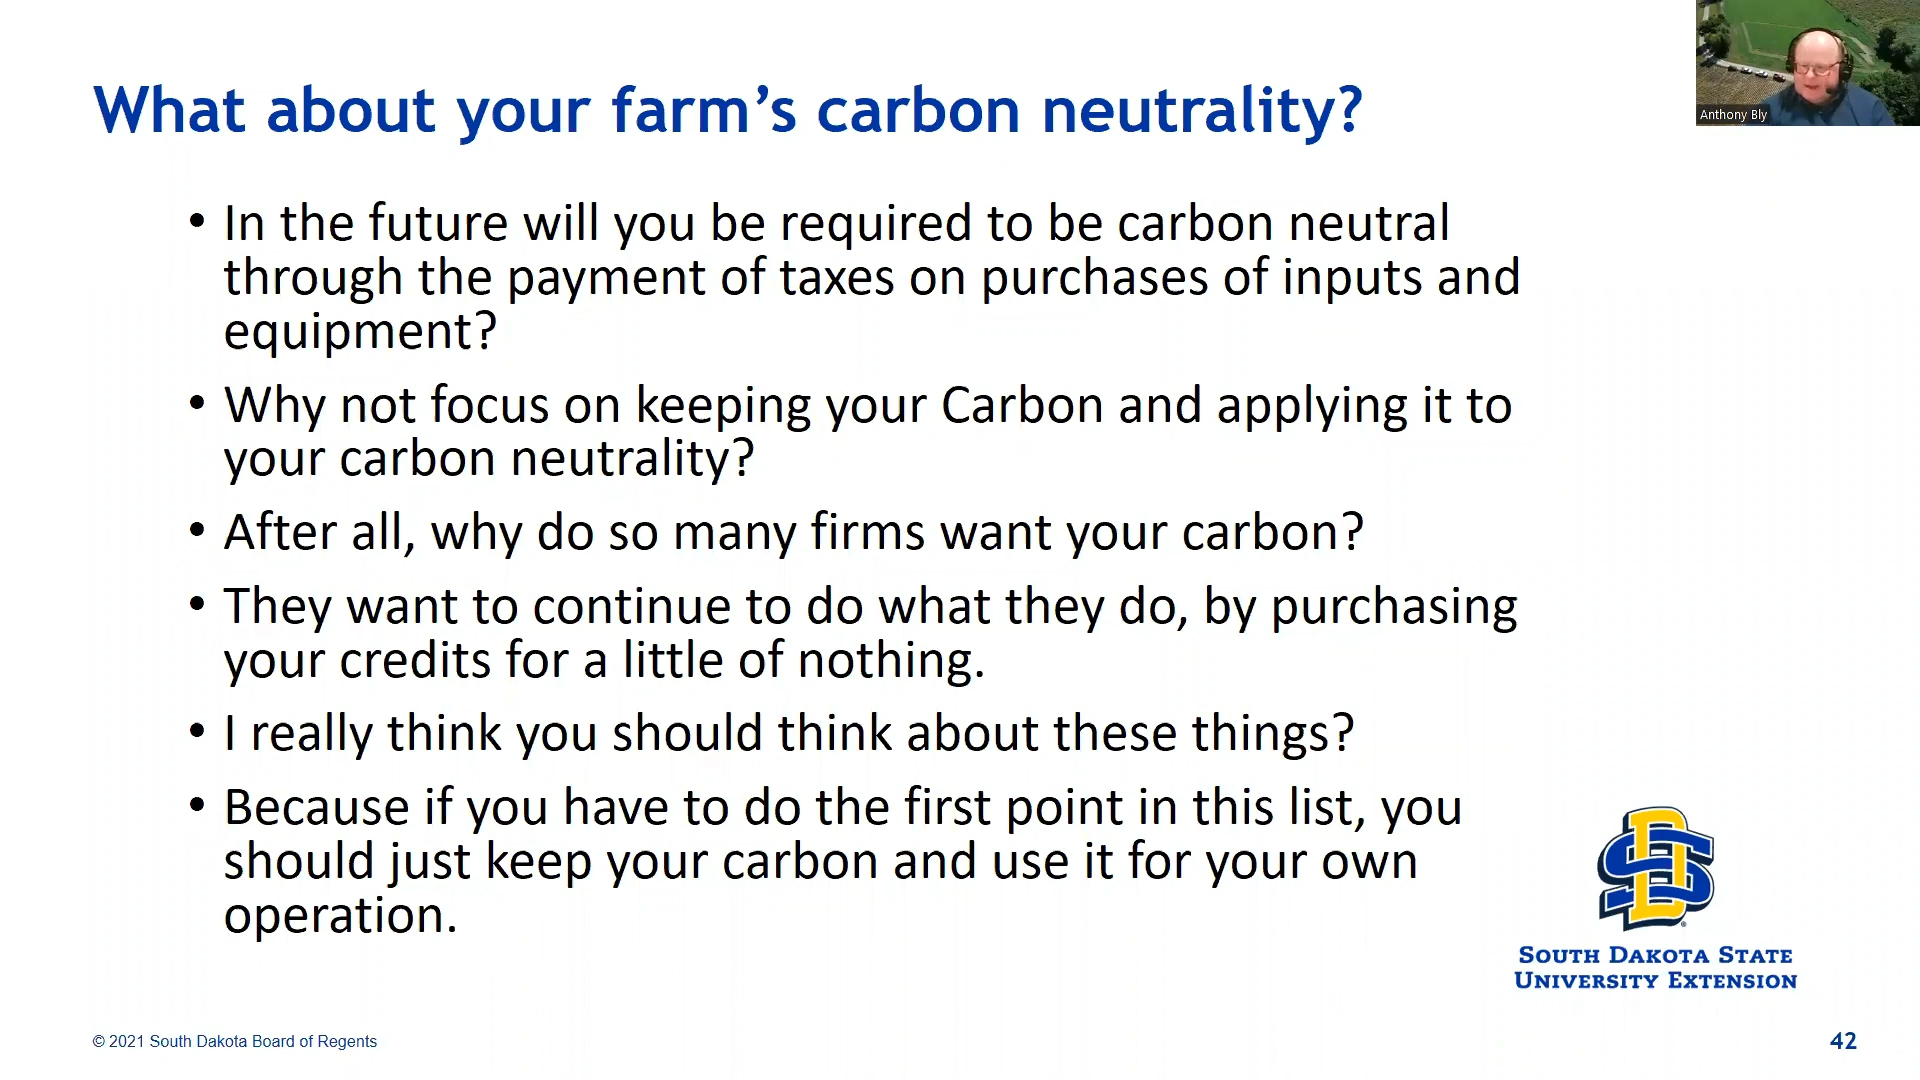 What about your farm’s carbon neutrality?
Anthony Bly
• In the future will you be required to be carbon neutral
through the payment of taxes on purchases of inputs and
equipment?
• Why not focus on keeping your Carbon and applying it to
your carbon neutrality?
• After all, why do so many firms want your carbon?
• They want to continue to do what they do, by purchasing
your credits for a little of nothing.
• I really think you should think about these things?
• Because if you have to do the first point in this list, you
should just keep your carbon and use it for your own
operation.
SOUTH DAKOTA STATE
UNIVERSITY EXTENSION
© 2021 South Dakota Board of Regents
42